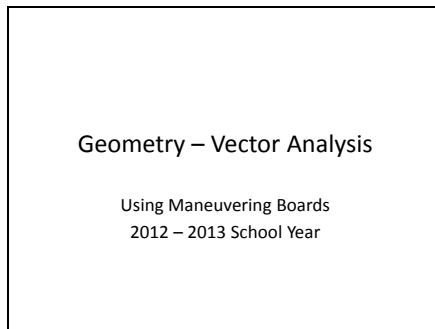 Geometry – Vector Analysis
Using Maneuvering Boards
2012 – 2013 School Year